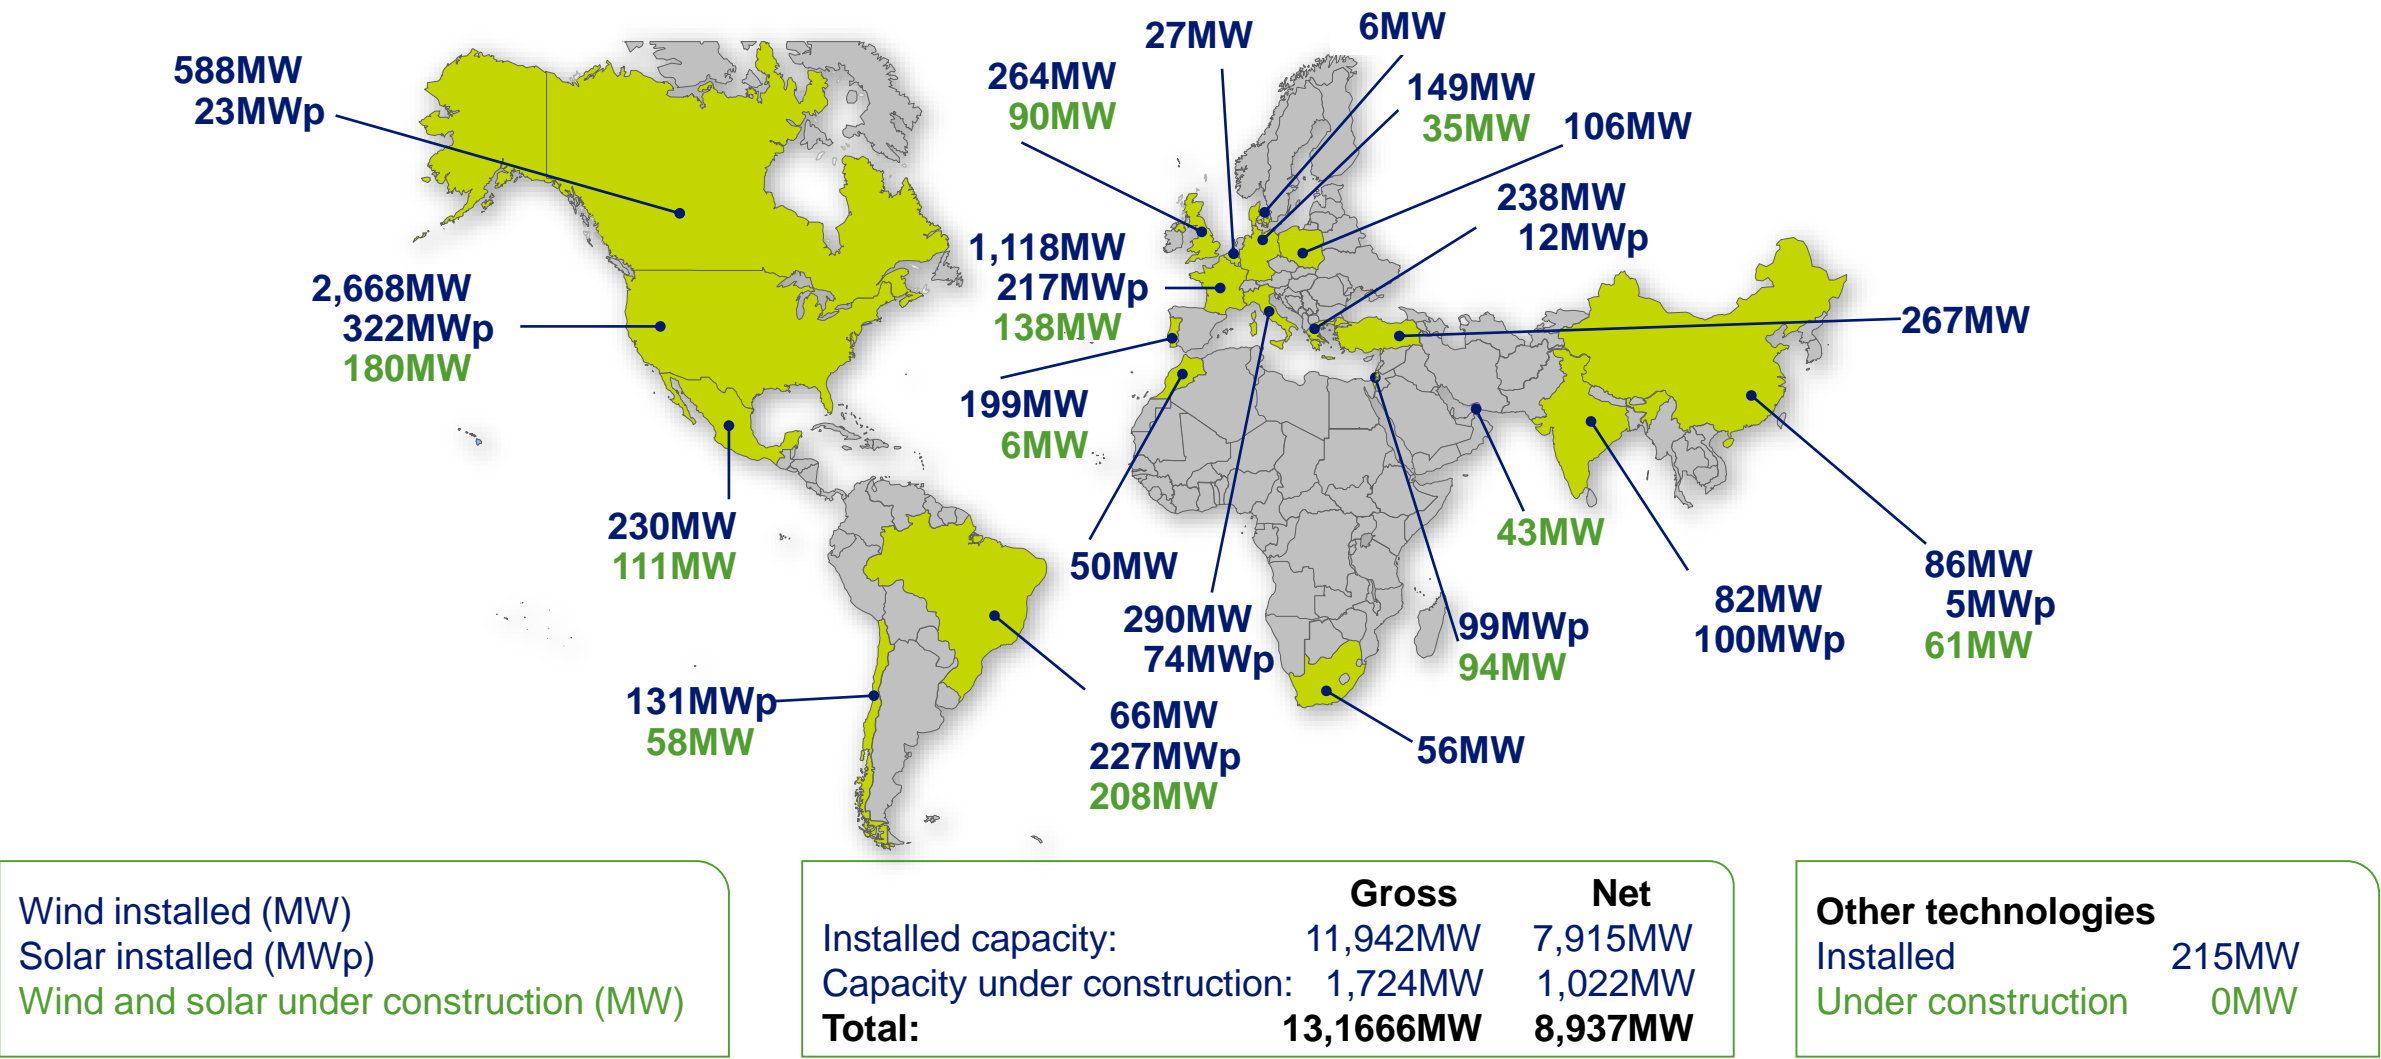 588MW
23MWp
2,668MW
322MWp
180MW
230MW
111MW
131MWp
58MW
66MW
227MWp
208MW
27MW
6MW
264MW
90MW
149MW
35MW
106MW
238MW
12MWp
1,118MW
217MWp
138MW
199MW
6MW
267MW
50MW
290MW
74MWp
43MW
99MWp
94MW
56MW
82MW
100MWp
86MW
5MWp
61MW
Wind installed (MW)
Solar installed (MWp)
Wind and solar under construction (MW)
Gross Net
Installed capacity: 11,942MW 7,915MW
Capacity under construction: 1,724MW 1,022MW
Total: 13,1666MW 8,937MW
Other technologies
Installed 215MW
Under construction 0MW